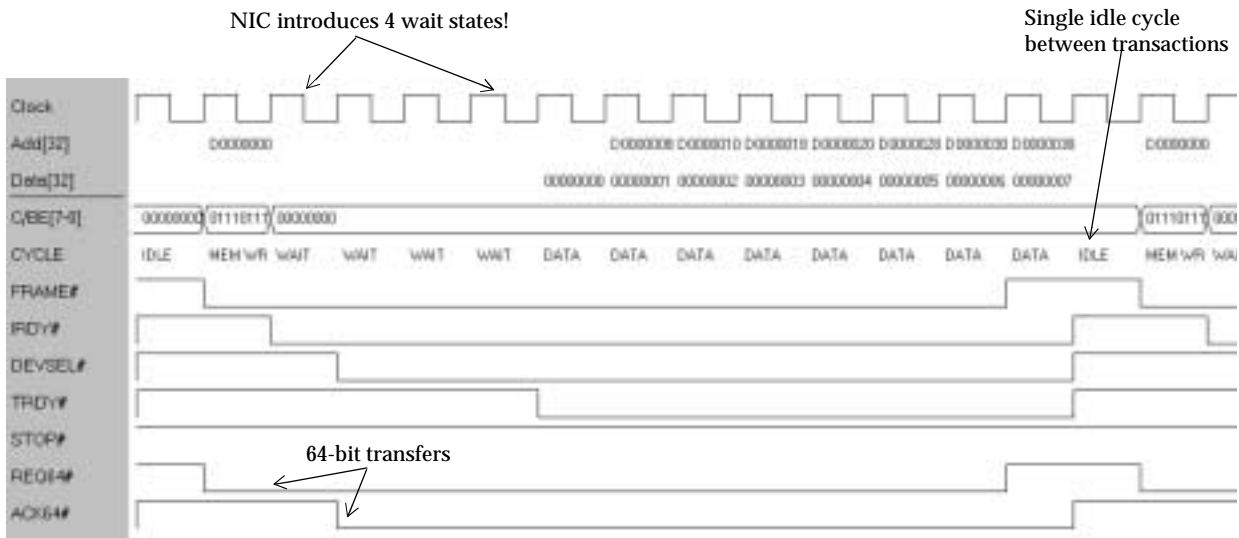 NIC introduces 4 wait states!
Single idle cycle
between transactions
Clock
Add[32] D0000000 D0000008 D0000010 D0000018 D0000020 D0000028 D0000030 D0000038 D0000000
Data[32] 00000000 00000001 00000002 00000003 00000004 00000005 00000006 00000007
C/BE[7-0] 00000000 01110111 00000000 01110111
CYCLE IDLE MEM WR WAIT WAIT WAIT WAIT DATA DATA DATA DATA DATA DATA DATA DATA IDLE MEM WR WAI
FRAME#
IRDY#
DEVSEL#
TRDY#
STOP#
64-bit transfers
REQ64#
ACK64#